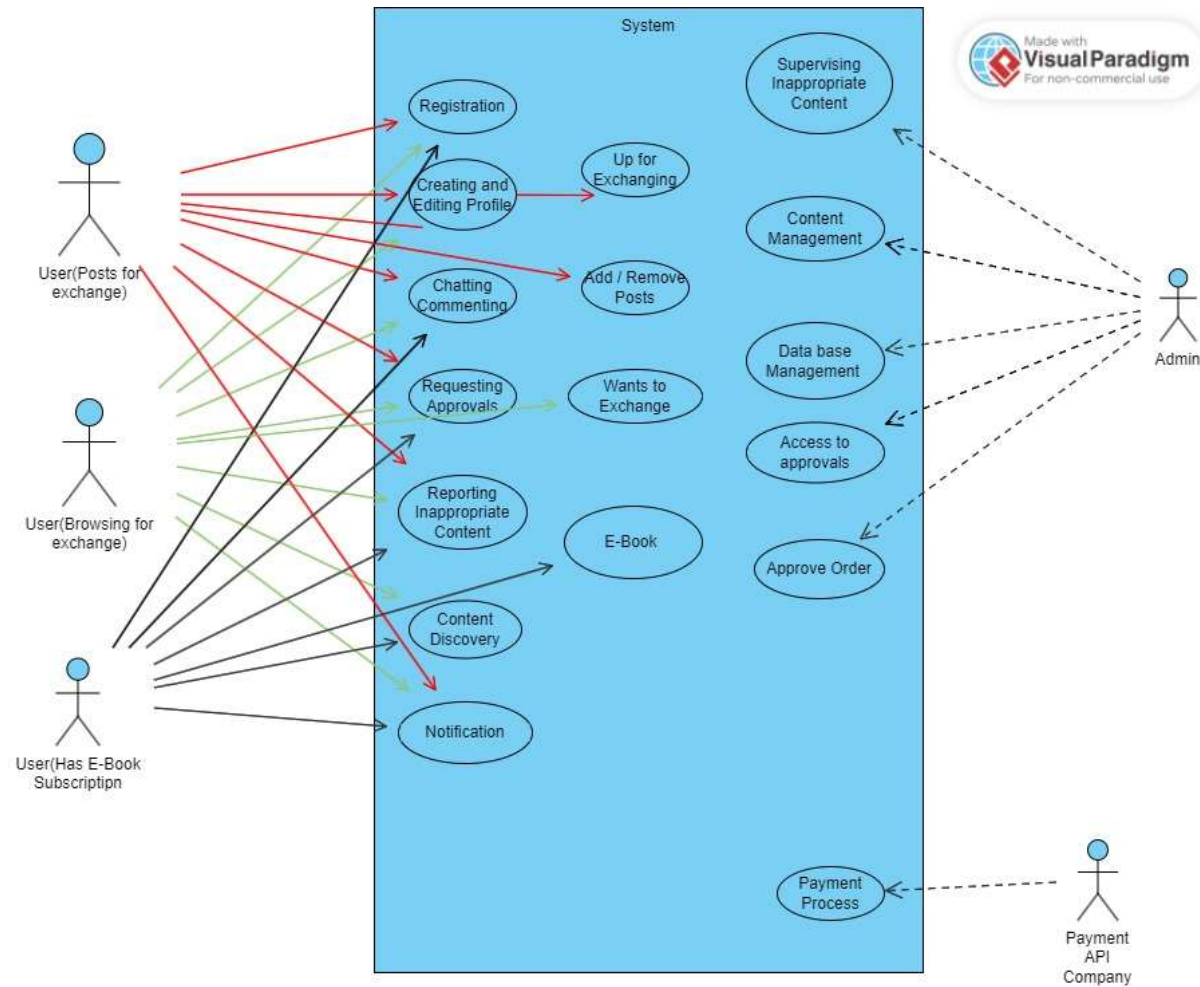 System
Made with
Visual Paradigm
For non-commercial use
Supervising
Inappropriate
Content
Registration
Up for
Exchanging
Creating and
Editing Profile
User(Posts for
exchange)
Content
Management
Chatting
Commenting
Add / Remove
Posts
Admin
Data base
Management
Requesting
Approvals
Wants to
Exchange
Access to
approvals
User(Browsing for
exchange)
Reporting
Inappropriate
Content
E-Book
Approve Order
Content
Discovery
Notification
User(Has E-Book
Subscriptipn
Payment
Process
Payment
API
Company